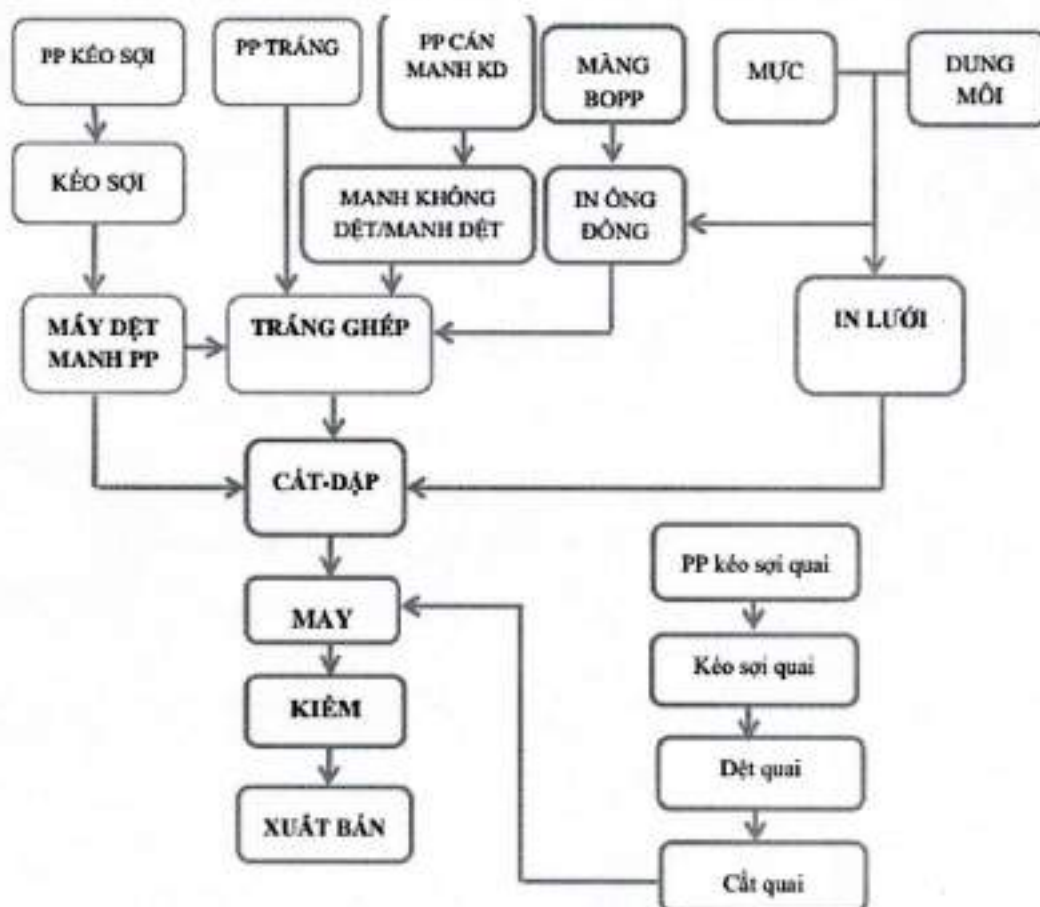 PP KÉO SỢI
PP TRÁNG
PP CÁN
MANH KD
MÀNG
BOPP
MỰC
DUNG
MÔI
KÉO SỢI
MANH KHÔNG
DỆT/MANH DỆT
IN ỐNG
ĐỒNG
MÁY DỆT
MANH PP
TRÁNG GHÉP
IN LƯỚI
CẮT-DẬP
PP kéo sợi quai
MAY
Kéo sợi quai
KIỂM
Dệt quai
XUẤT BÁN
Cắt quai